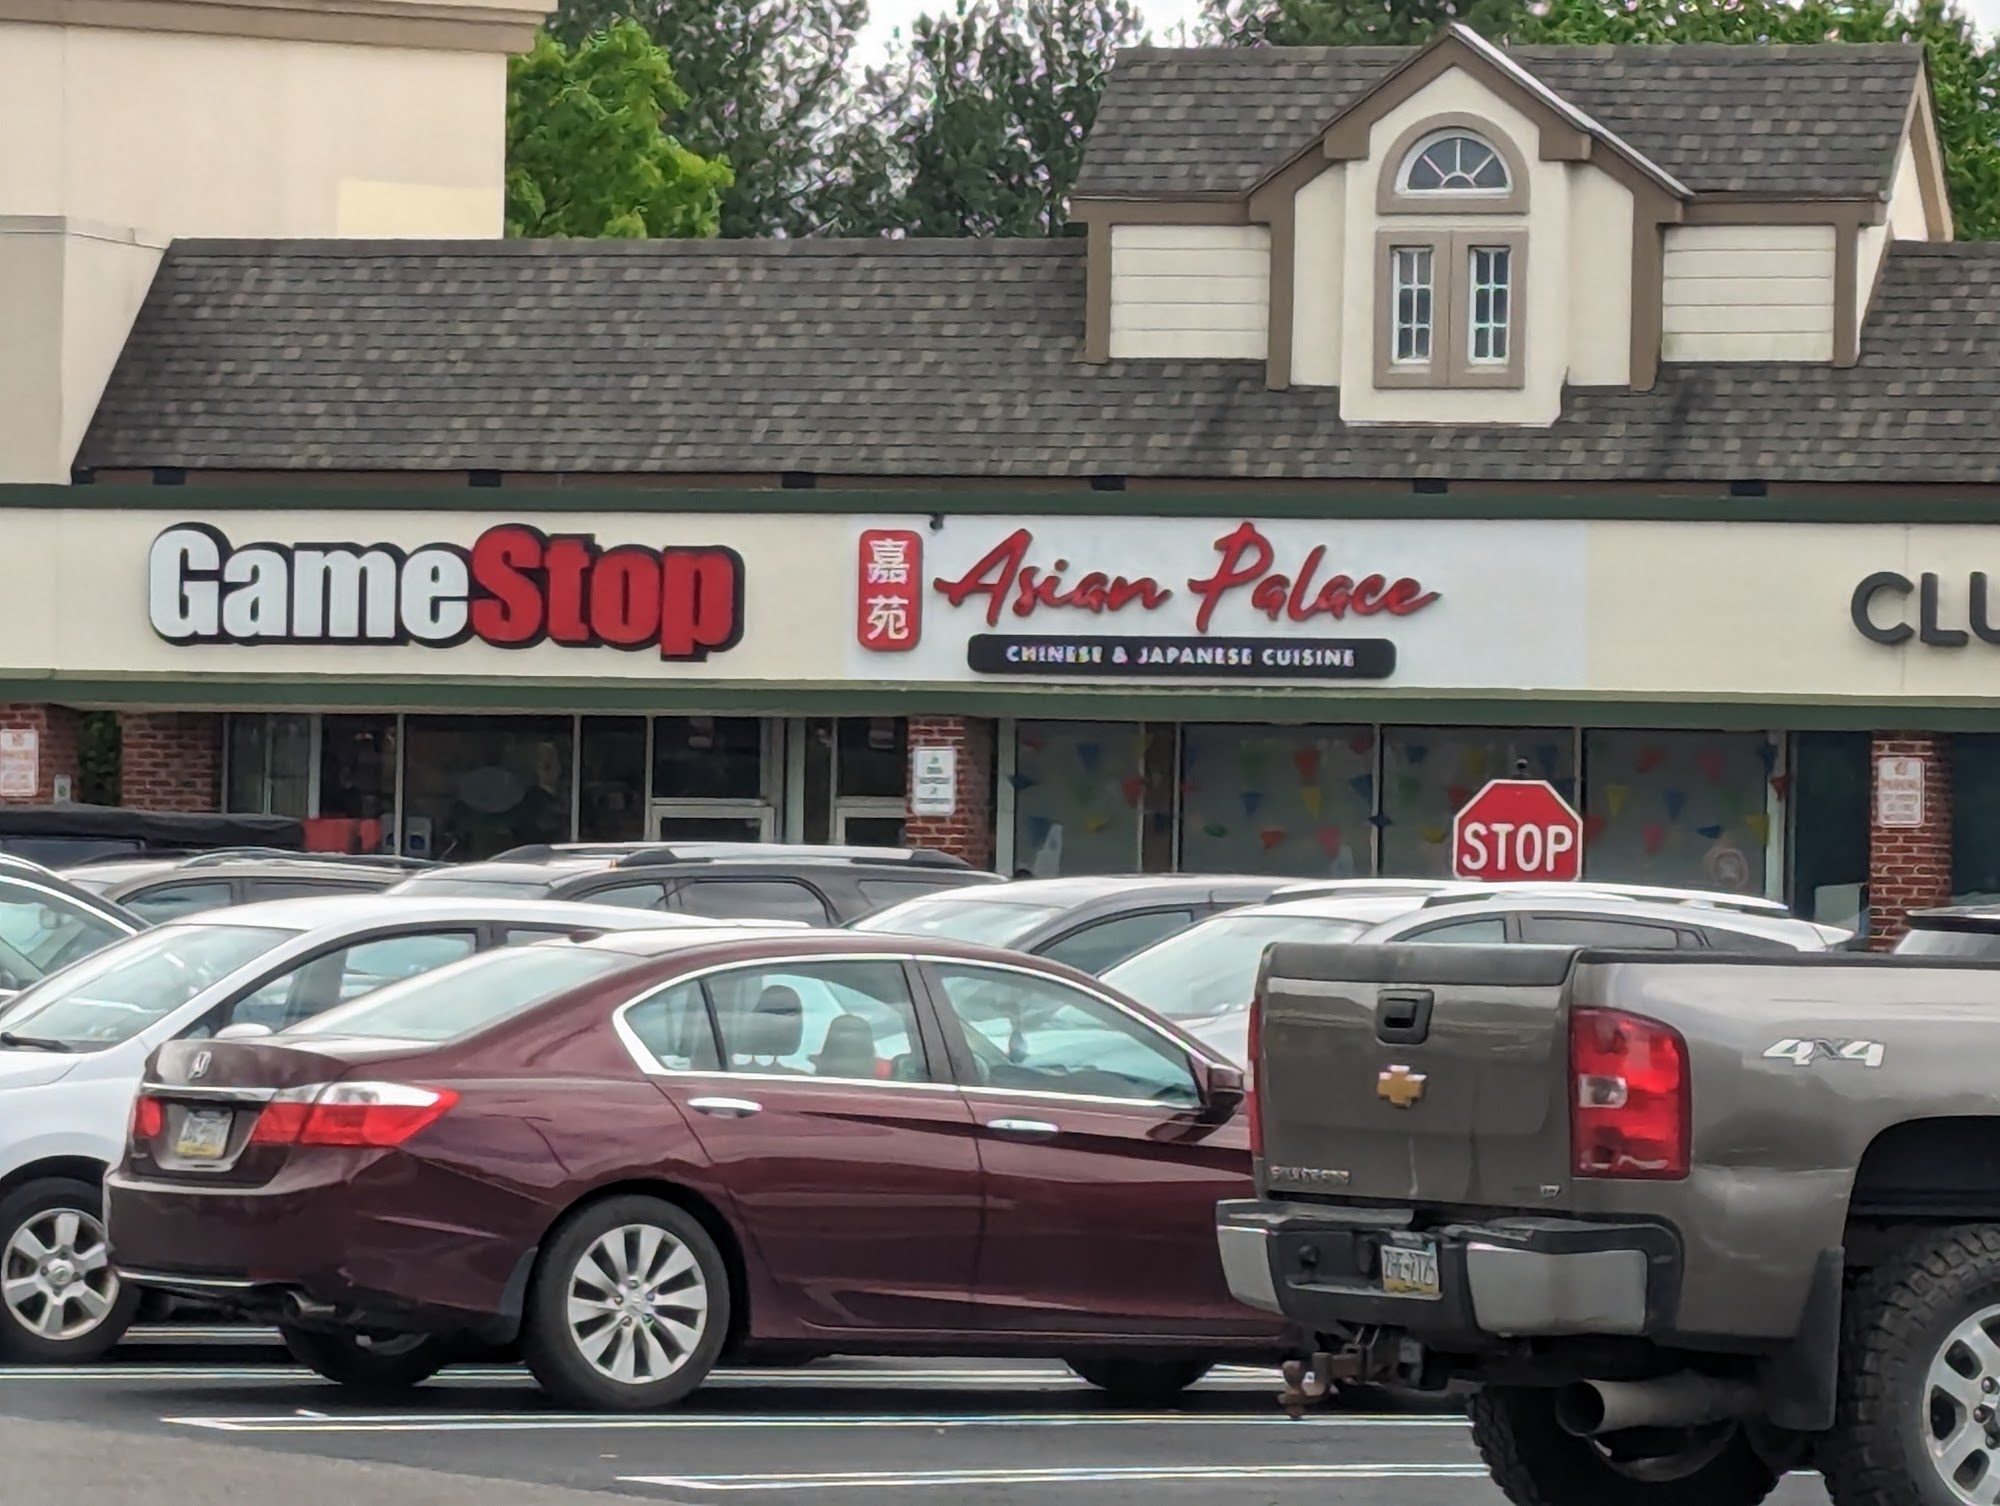 GameStop
嘉苑
Asian Palace
CHINESE & JAPANESE CUISINE
CLU
STOP
4x4